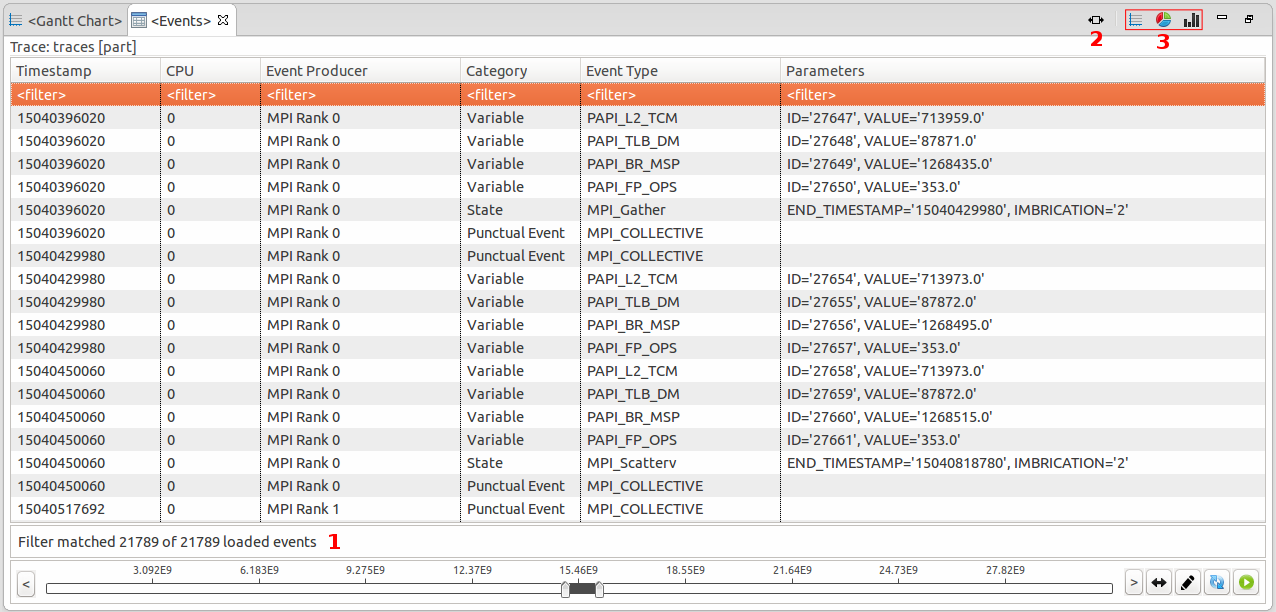 <Gantt Chart> <Events>
2 3
Trace: traces [part]
Timestamp CPU Event Producer Category Event Type Parameters
<filter> <filter> <filter> <filter> <filter> <filter>
15040396020 0 MPI Rank 0 Variable PAPI_L2_TCM ID='27647', VALUE='713959.0'
15040396020 0 MPI Rank 0 Variable PAPI_TLB_DM ID='27648', VALUE='87871.0'
15040396020 0 MPI Rank 0 Variable PAPI_BR_MSP ID='27649', VALUE='1268435.0'
15040396020 0 MPI Rank 0 Variable PAPI_FP_OPS ID='27650', VALUE='353.0'
15040396020 0 MPI Rank 0 State MPI_Gather END_TIMESTAMP='15040429980', IMBRICATION='2'
15040396020 0 MPI Rank 0 Punctual Event MPI_COLLECTIVE
15040429980 0 MPI Rank 0 Punctual Event MPI_COLLECTIVE
15040429980 0 MPI Rank 0 Variable PAPI_L2_TCM ID='27654', VALUE='713973.0'
15040429980 0 MPI Rank 0 Variable PAPI_TLB_DM ID='27655', VALUE='87872.0'
15040429980 0 MPI Rank 0 Variable PAPI_BR_MSP ID='27656', VALUE='1268495.0'
15040429980 0 MPI Rank 0 Variable PAPI_FP_OPS ID='27657', VALUE='353.0'
15040450060 0 MPI Rank 0 Variable PAPI_L2_TCM ID='27658', VALUE='713973.0'
15040450060 0 MPI Rank 0 Variable PAPI_TLB_DM ID='27659', VALUE='87872.0'
15040450060 0 MPI Rank 0 Variable PAPI_BR_MSP ID='27660', VALUE='1268515.0'
15040450060 0 MPI Rank 0 Variable PAPI_FP_OPS ID='27661', VALUE='353.0'
15040450060 0 MPI Rank 0 State MPI_Scatterv END_TIMESTAMP='15040818780', IMBRICATION='2'
15040450060 0 MPI Rank 0 Punctual Event MPI_COLLECTIVE
15040517692 0 MPI Rank 1 Punctual Event MPI_COLLECTIVE
Filter matched 21789 of 21789 loaded events 1
3.092E9 6.183E9 9.275E9 12.37E9 15.46E9 18.55E9 21.64E9 24.73E9 27.82E9
< >